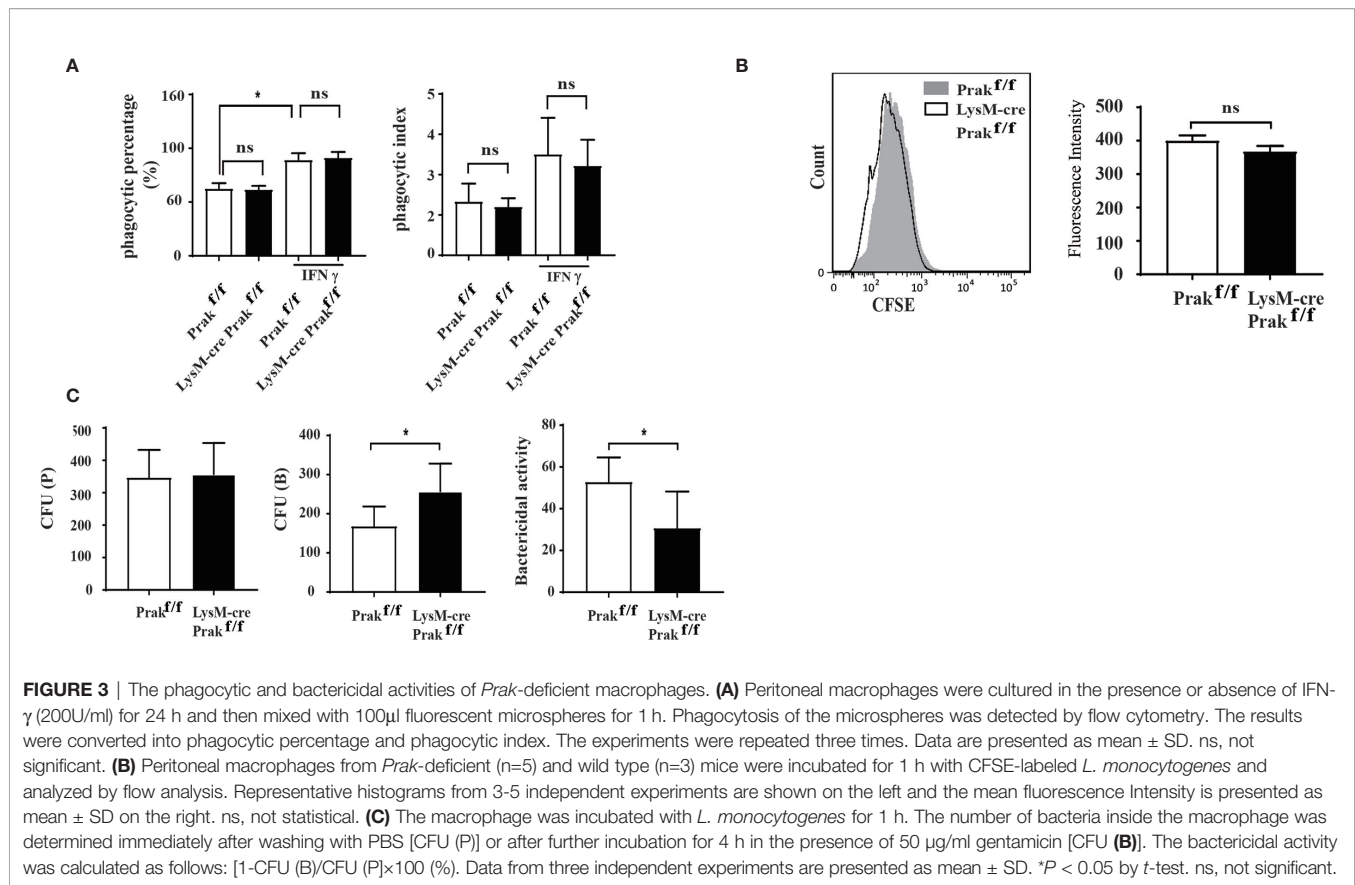 A
phagocytic percentage
(%)
160
100
60
0
*
ns
ns
IFN γ
Prak f/f
LysM-cre Prak f/f
Prak f/f
LysM-cre Prak f/f
phagocytic index
5
4
3
2
1
0
ns
ns
IFN γ
Prak f/f
LysM-cre Prak f/f
Prak f/f
LysM-cre Prak f/f
B
Count
0
Prak f/f
LysM-cre
Prak f/f
0 10² 10³ 10⁴ 10⁵
CFSE
Fluorescence Intensity
500
400
300
200
100
0
ns
Prak f/f LysM-cre
Prak f/f
C
CFU (P)
500
400
300
200
100
0
Prak f/f LysM-cre
Prak f/f
CFU (B)
400
300
200
100
0
*
Prak f/f LysM-cre
Prak f/f
Bactericidal activity
80
60
40
20
0
*
Prak f/f LysM-cre
Prak f/f
FIGURE 3 | The phagocytic and bactericidal activities of Prak-deficient macrophages. (A) Peritoneal macrophages were cultured in the presence or absence of IFN-
γ (200U/ml) for 24 h and then mixed with 100μl fluorescent microspheres for 1 h. Phagocytosis of the microspheres was detected by flow cytometry. The results
were converted into phagocytic percentage and phagocytic index. The experiments were repeated three times. Data are presented as mean ± SD. ns, not
significant. (B) Peritoneal macrophages from Prak-deficient (n=5) and wild type (n=3) mice were incubated for 1 h with CFSE-labeled L. monocytogenes and
analyzed by flow analysis. Representative histograms from 3-5 independent experiments are shown on the left and the mean fluorescence Intensity is presented as
mean ± SD on the right. ns, not statistical. (C) The macrophage was incubated with L. monocytogenes for 1 h. The number of bacteria inside the macrophage was
determined immediately after washing with PBS [CFU (P)] or after further incubation for 4 h in the presence of 50 μg/ml gentamicin [CFU (B)]. The bactericidal activity
was calculated as follows: [1-CFU (B)/CFU (P]×100 (%). Data from three independent experiments are presented as mean ± SD. *P < 0.05 by t-test. ns, not significant.